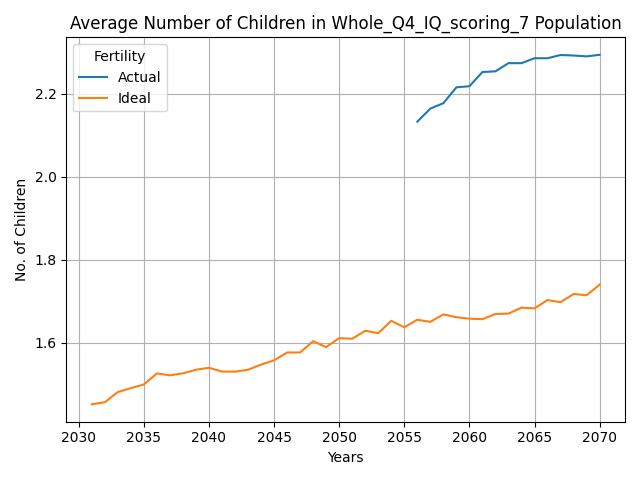 Average Number of Children in Whole_Q4_IQ_scoring_7 Population
Fertility
Actual
Ideal
No. of Children
2.2
2.0
1.8
1.6
2030 2035 2040 2045 2050 2055 2060 2065 2070
Years